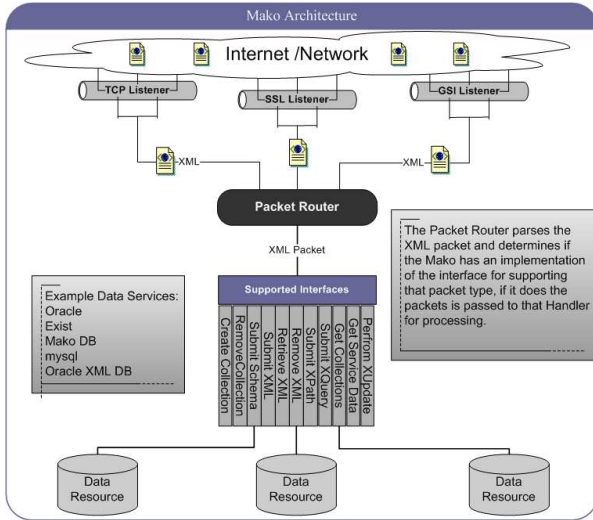 Mako Architecture
Internet /Network
TCP Listener
SSL Listener
GSI Listener
XML
XML
Packet Router
XML Packet
The Packet Router parses the
XML packet and determines if
the Mako has an implementation
of the interface for supporting
that packet type, if it does the
packets is passed to that Handler
for processing.
Example Data Services:
Oracle
Exist
Mako DB
mysql
Oracle XML DB
Supported Interfaces
Create Collection
RemoveCollection
Submit Schema
Submit XML
Retrieve XML
Remove XML
Submit XPath
Submit XQuery
Get Collections
Get Service Data
Perfrom XUpdate
Data
Resource
Data
Resource
Data
Resource